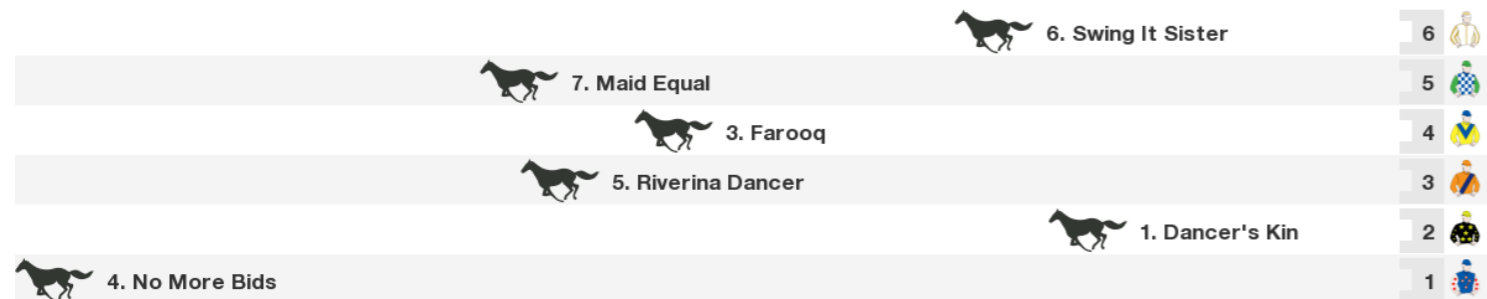 6. Swing It Sister 6
7. Maid Equal 5
3. Farooq 4
5. Riverina Dancer 3
1. Dancer's Kin 2
4. No More Bids 1